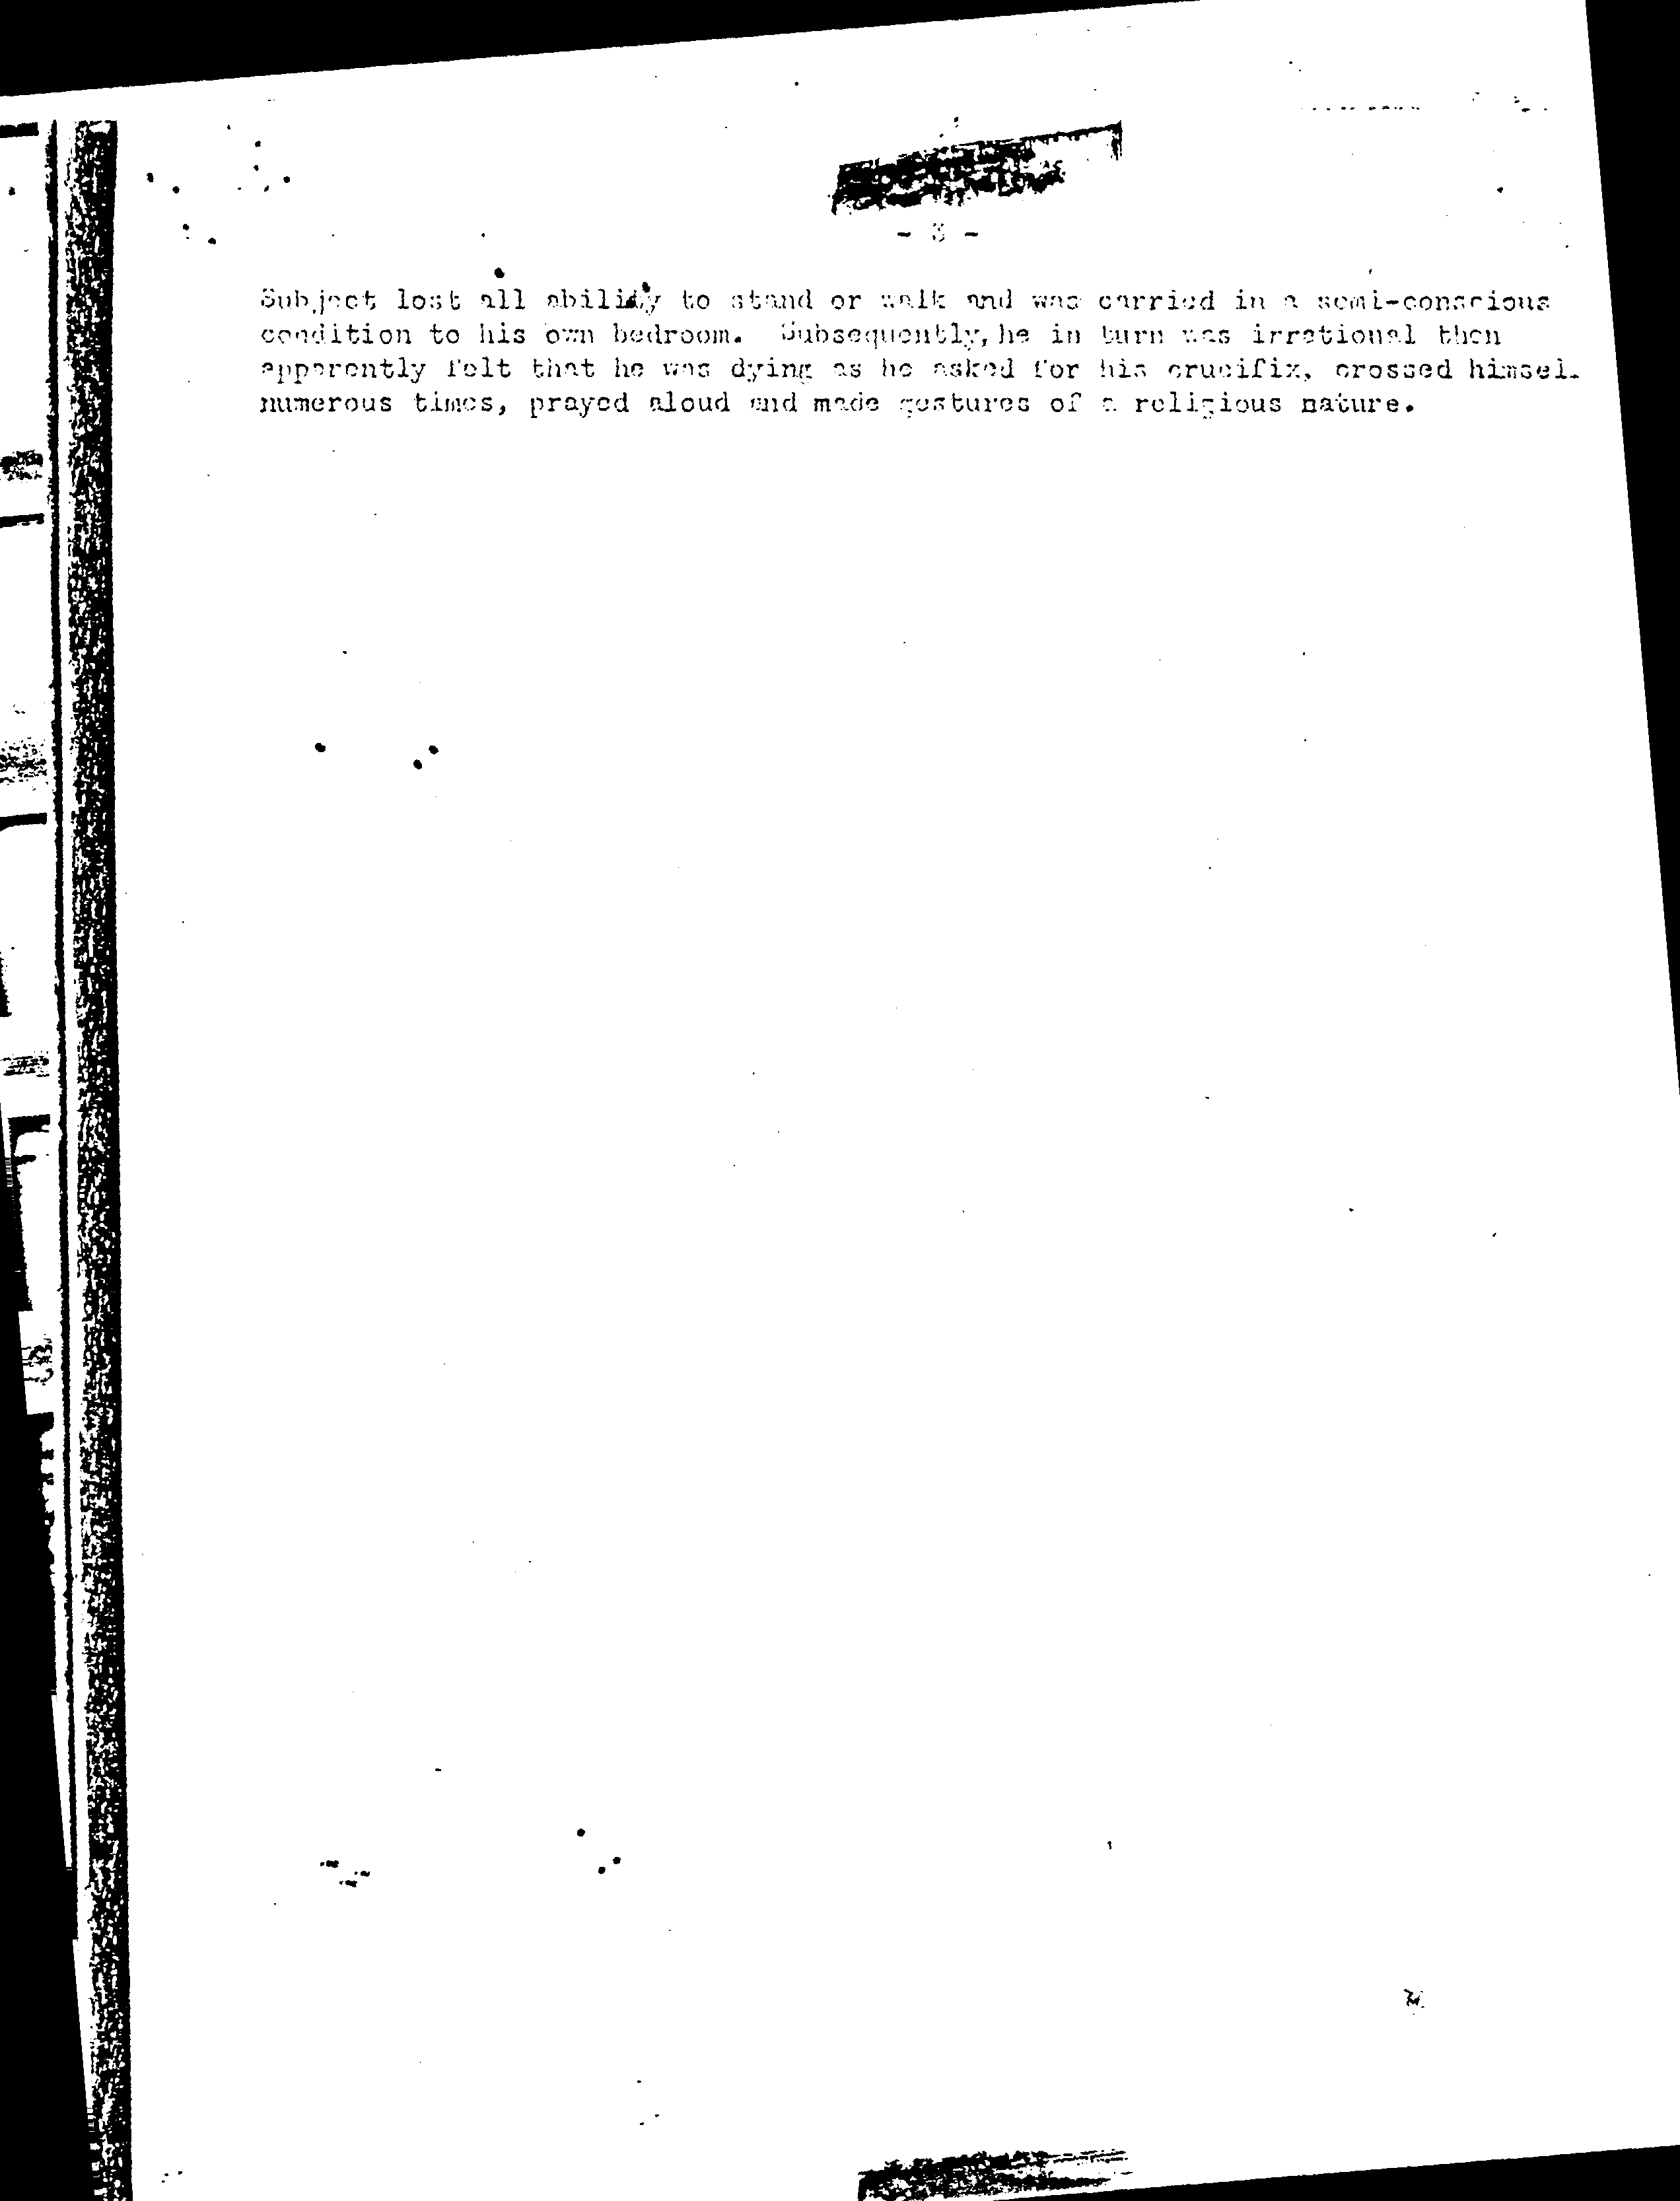 - 3 -
Subject lost all ability to stand or walk and was carried in a semi-conscious
condition to his own bedroom. Subsequently, he in turn was irrational then
apparently felt that he was dying as he asked for his crucifix, crossed himsel
numerous times, prayed aloud and made gestures of a religious nature.